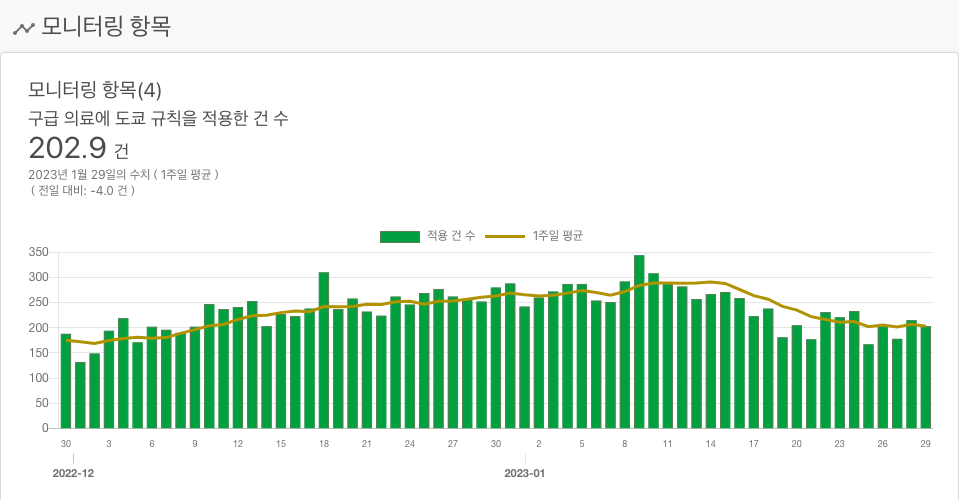 모니터링 항목
모니터링 항목(4)
구급 의료에 도쿄 규칙을 적용한 건 수
202.9 건
2023년 1월 29일의 수치 ( 1주일 평균 )
( 전일 대비: -4.0 건 )
적용 건 수 1주일 평균
350
300
250
200
150
100
50
0
30 3 6 9 12 15 18 21 24 27 30 2 5 8 11 14 17 20 23 26 29
2022-12 2023-01